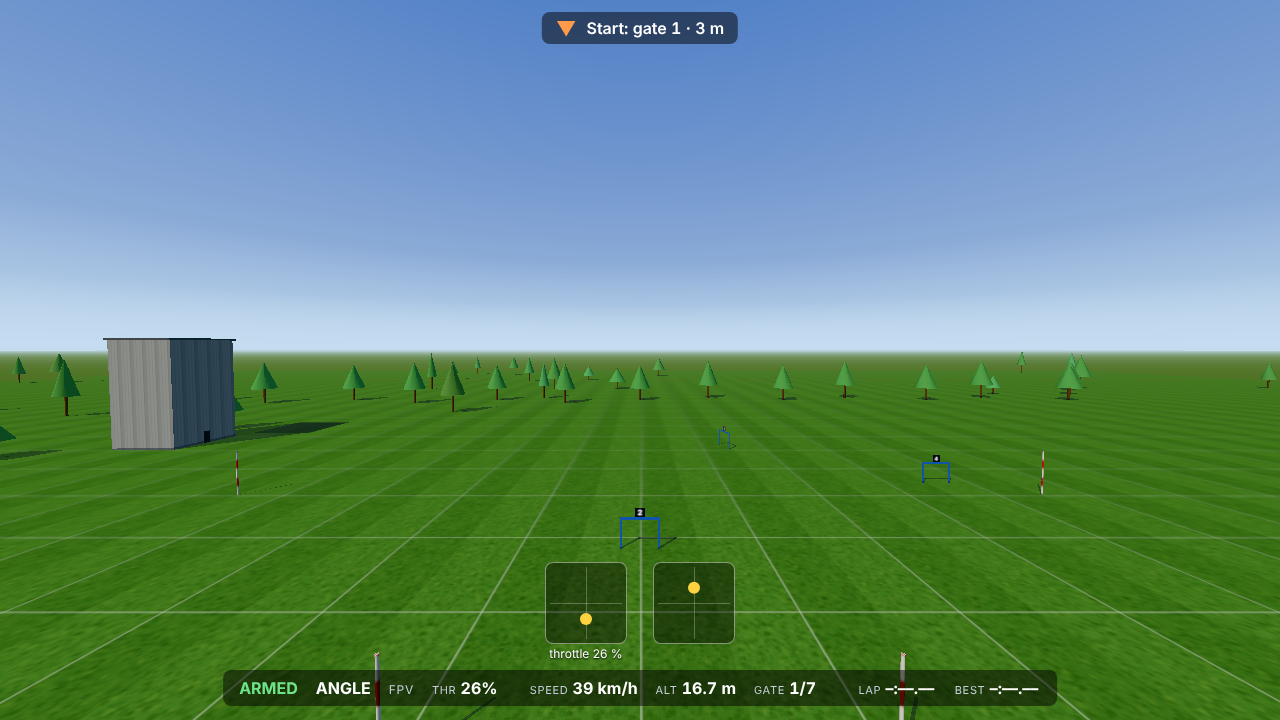 Start: gate 1 · 3 m
4
2
throttle 26 %
ARMED ANGLE FPV THR 26% SPEED 39 km/h ALT 16.7 m GATE 1/7 LAP –:––.–– BEST –:––.––